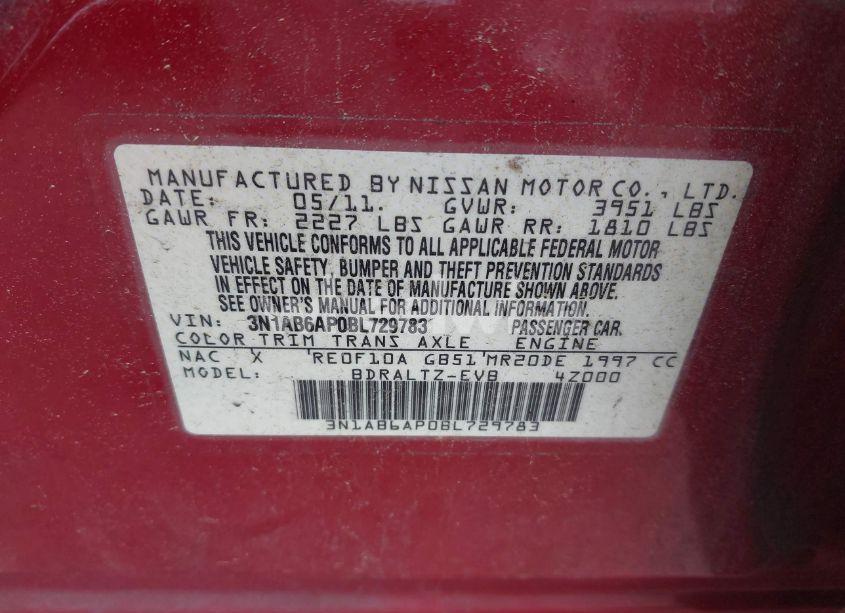 MANUFACTURED BY NISSAN MOTOR CO., LTD.
DATE: 05/11. GVWR: 3951 LBS
GAWR FR: 2227 LBS GAWR RR: 1810 LBS
THIS VEHICLE CONFORMS TO ALL APPLICABLE FEDERAL MOTOR
VEHICLE SAFETY, BUMPER AND THEFT PREVENTION STANDARDS
IN EFFECT ON THE DATE OF MANUFACTURE SHOWN ABOVE.
SEE OWNER'S MANUAL FOR ADDITIONAL INFORMATION.
VIN: 3N1AB6AP0BL729783 PASSENGER CAR.
COLOR TRIM TRANS AXLE ENGINE
NAC X RE0F10A GB51 MR20DE 1997 CC
MODEL: BDRALTZ-EVB 4Z000
3N1AB6AP0BL729783